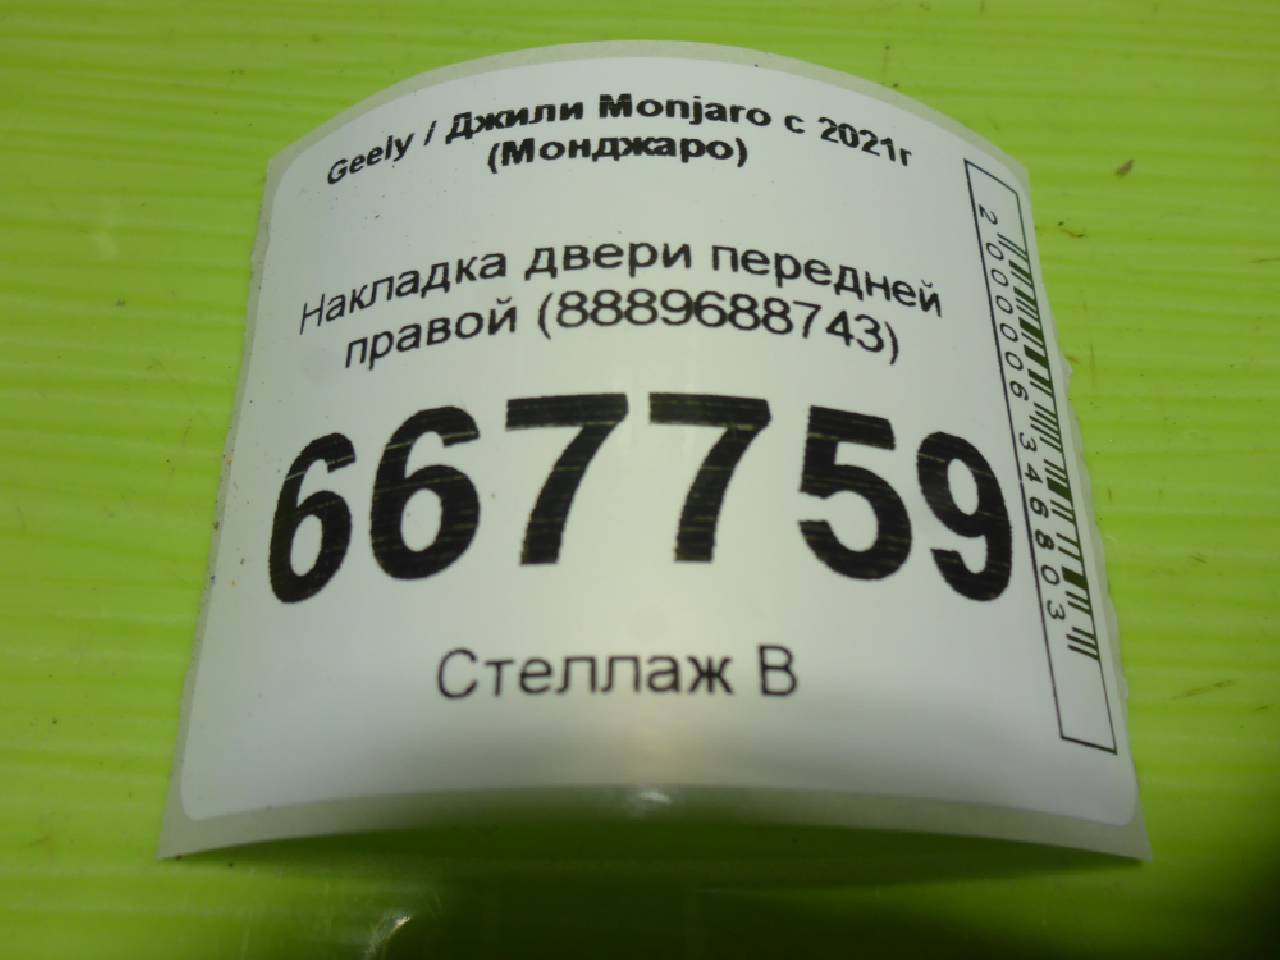 Geely / Джили Monjaro с 2021г
(Монджаро)
Накладка двери передней
правой (8889688743)
667759
Стеллаж В
2000006346803